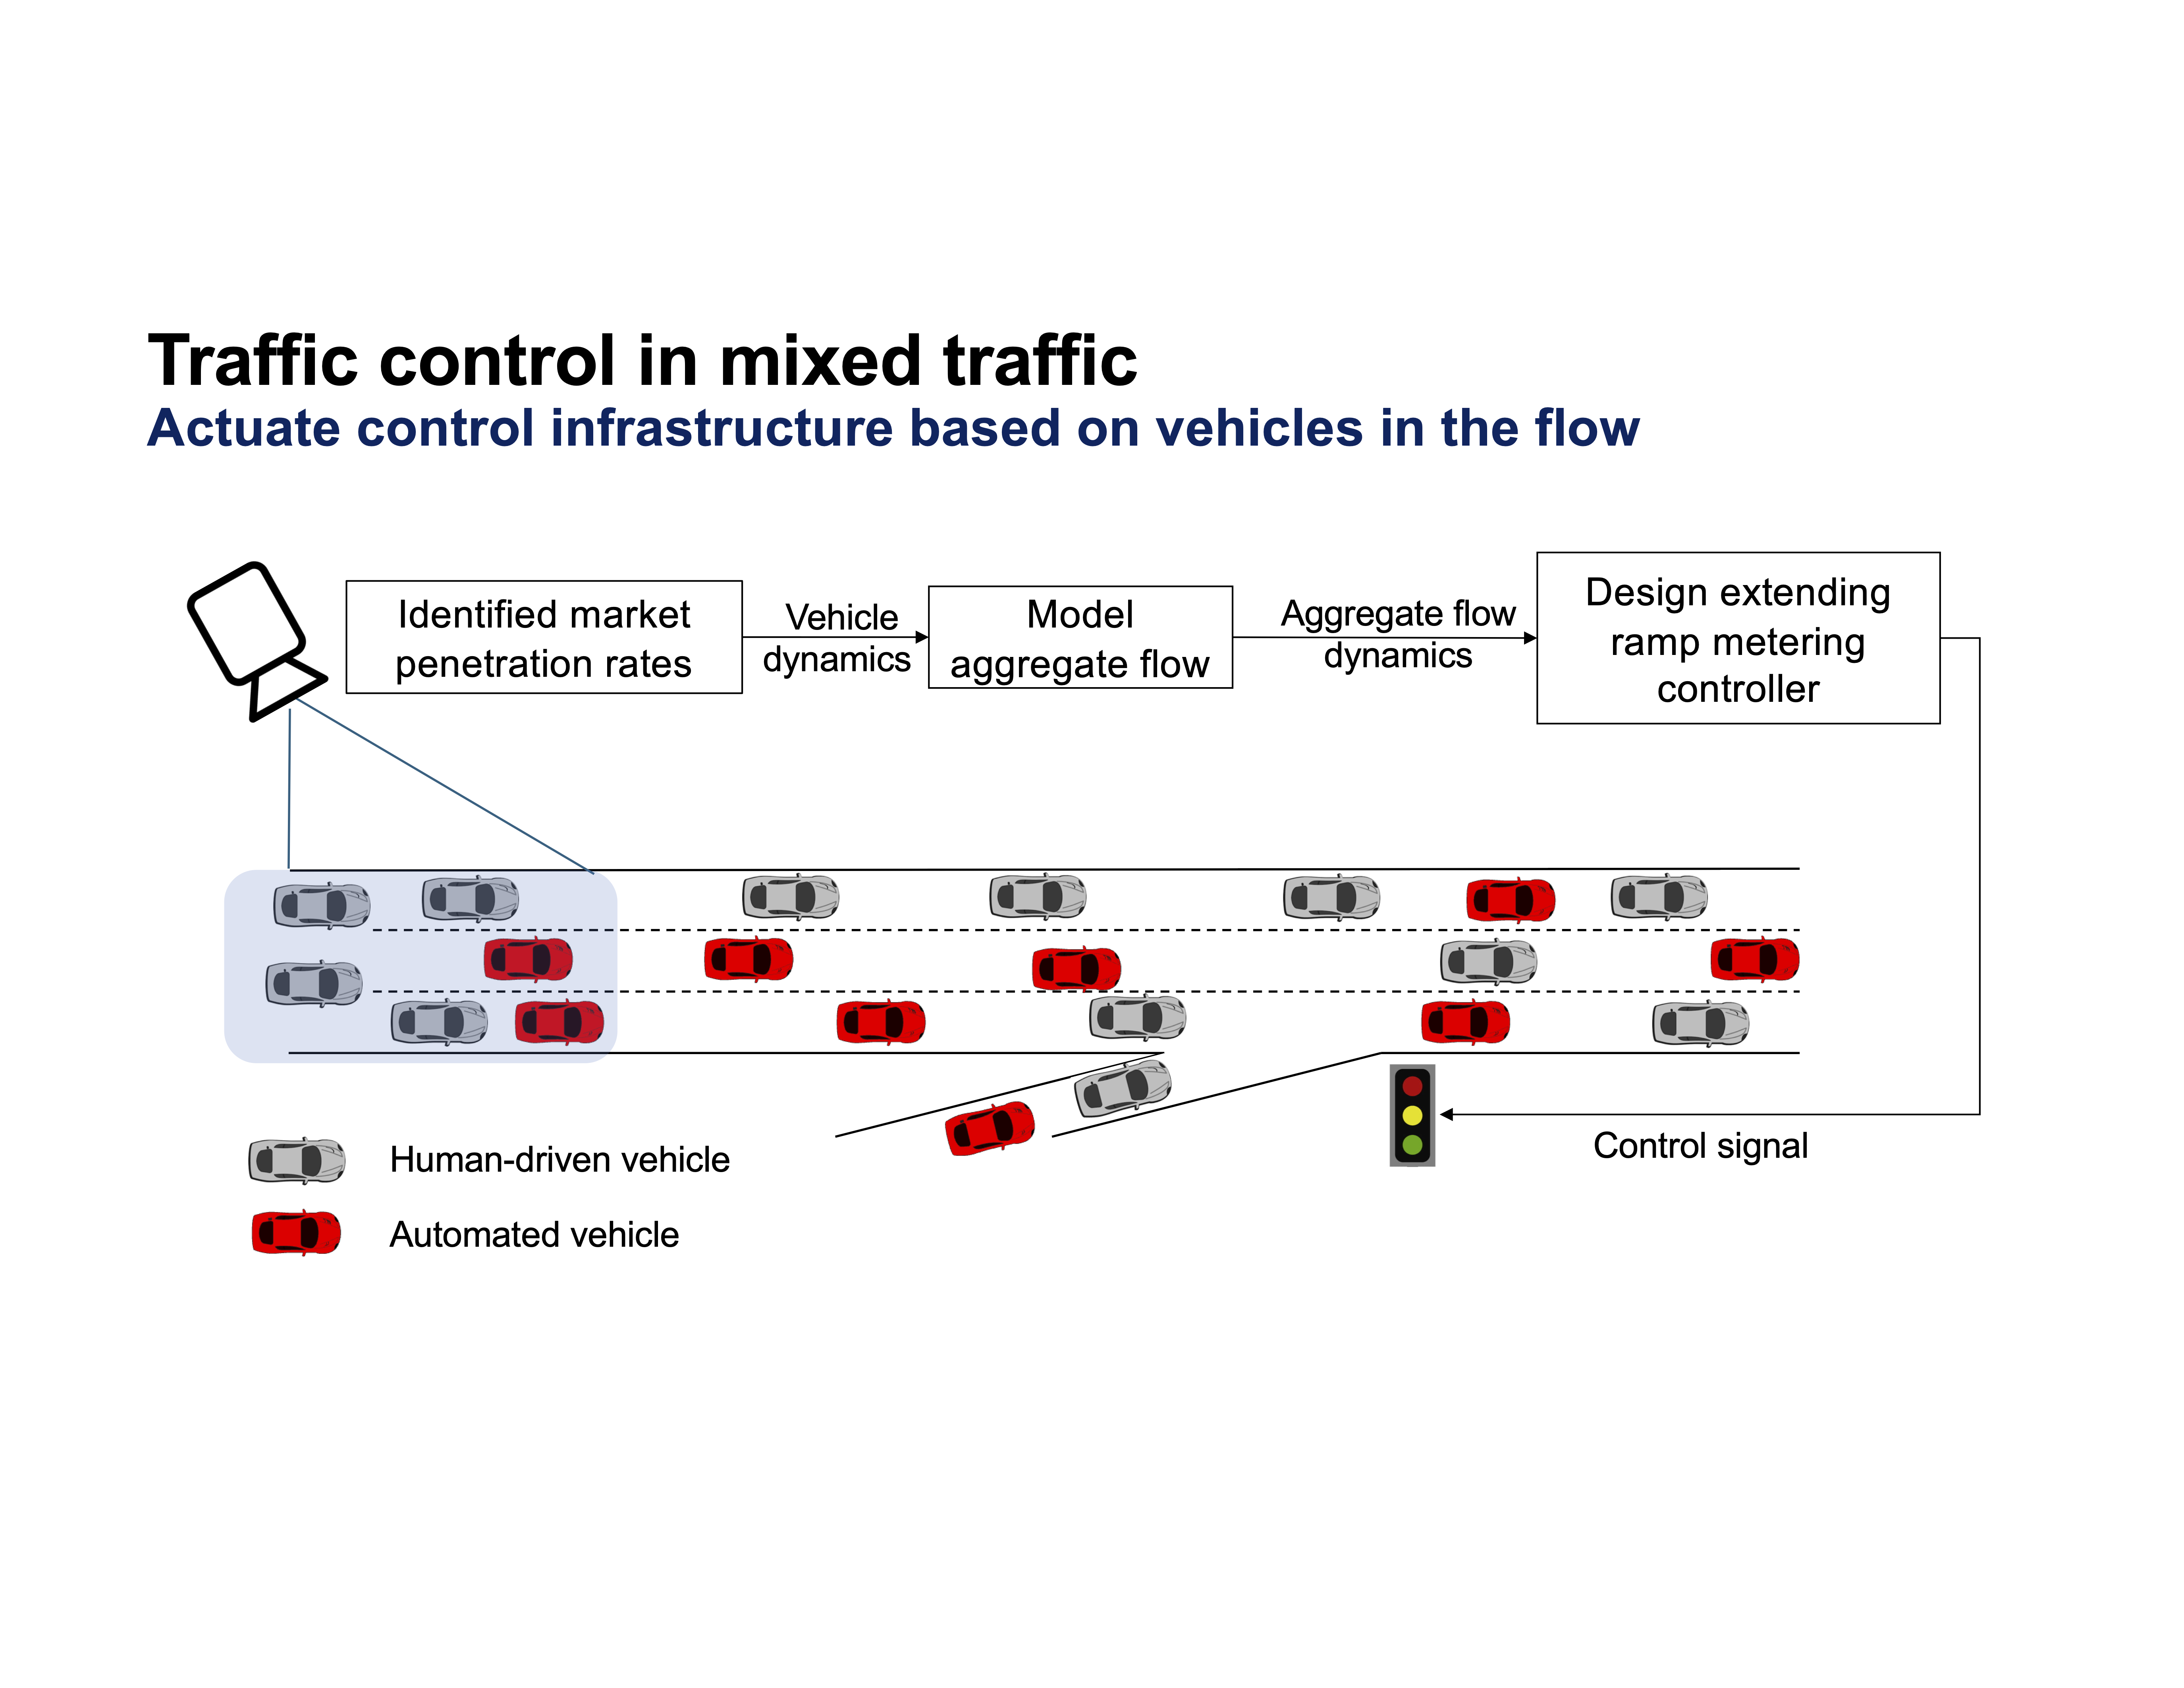 Traffic control in mixed traffic
Actuate control infrastructure based on vehicles in the flow
Identified market
penetration rates
Vehicle
dynamics
Model
aggregate flow
Aggregate flow
dynamics
Design extending
ramp metering
controller
Control signal
Human-driven vehicle
Automated vehicle